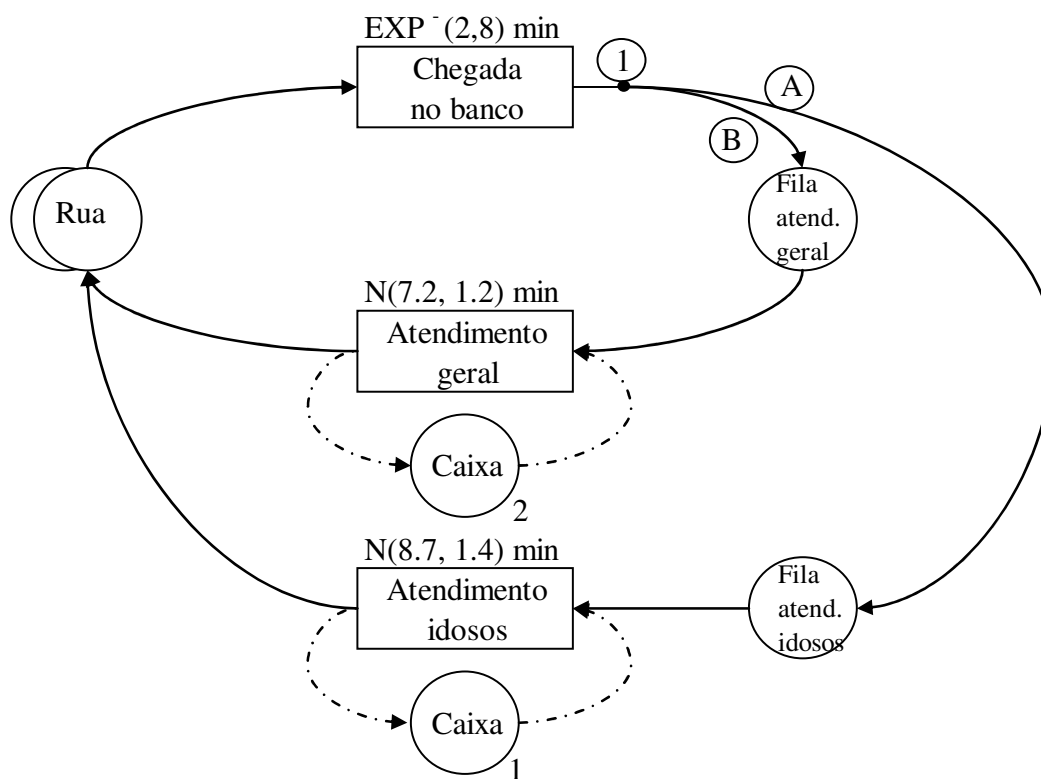 EXP - (2,8) min
Chegada
no banco
1
A
B
Rua
Fila
atend.
geral
N(7.2, 1.2) min
Atendimento
geral
Caixa
2
N(8.7, 1.4) min
Atendimento
idosos
Fila
atend.
idosos
Caixa
1